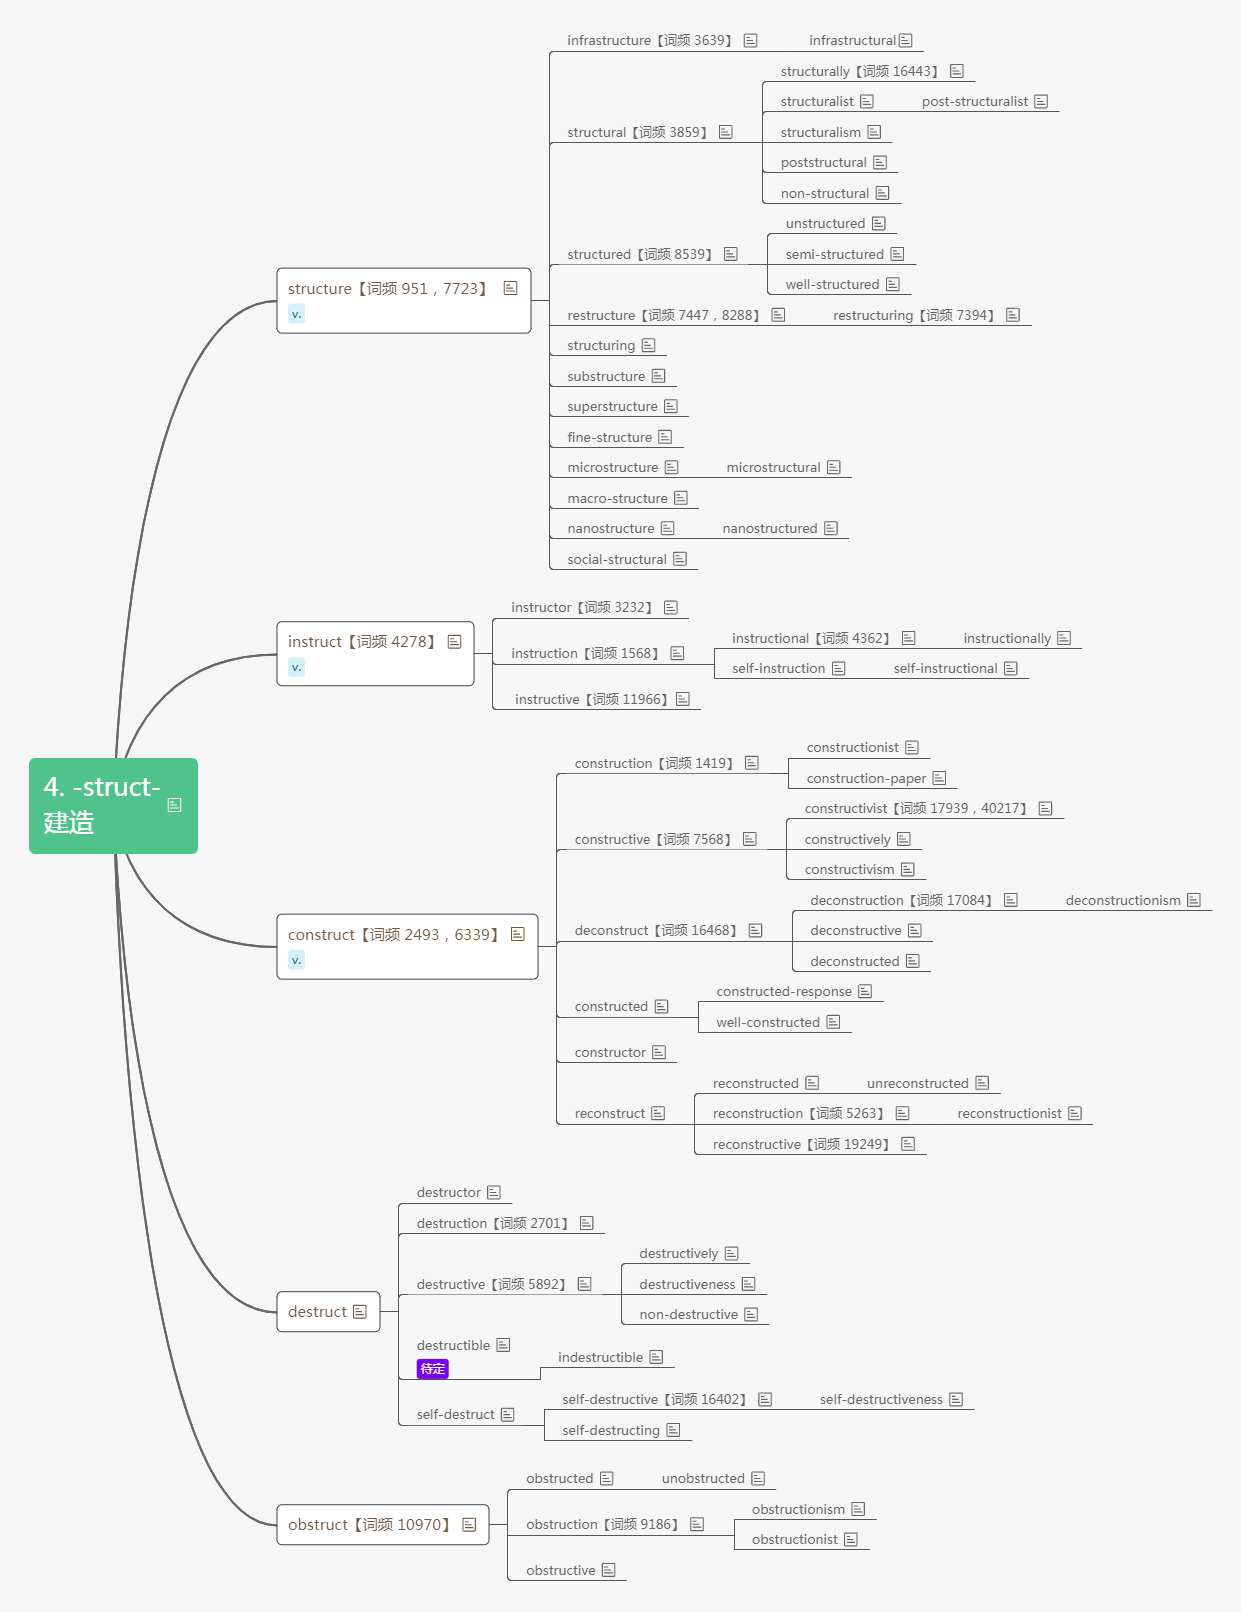 4. -struct-
建造
structure【词频 951，7723】
v.
infrastructure【词频 3639】
infrastructural
structural【词频 3859】
structurally【词频 16443】
structuralist
post-structuralist
structuralism
poststructural
non-structural
structured【词频 8539】
unstructured
semi-structured
well-structured
restructure【词频 7447，8288】
restructuring【词频 7394】
structuring
substructure
superstructure
fine-structure
microstructure
microstructural
macro-structure
nanostructure
nanostructured
social-structural
instruct【词频 4278】
v.
instructor【词频 3232】
instruction【词频 1568】
instructional【词频 4362】
instructionally
self-instruction
self-instructional
instructive【词频 11966】
construct【词频 2493，6339】
v.
construction【词频 1419】
constructionist
construction-paper
constructive【词频 7568】
constructivist【词频 17939，40217】
constructively
constructivism
deconstruct【词频 16468】
deconstruction【词频 17084】
deconstructionism
deconstructive
deconstructed
constructed
constructed-response
well-constructed
constructor
reconstruct
reconstructed
unreconstructed
reconstruction【词频 5263】
reconstructionist
reconstructive【词频 19249】
destruct
destructor
destruction【词频 2701】
destructive【词频 5892】
destructively
destructiveness
non-destructive
destructible
待定
indestructible
self-destruct
self-destructive【词频 16402】
self-destructiveness
self-destructing
obstruct【词频 10970】
obstructed
unobstructed
obstruction【词频 9186】
obstructionism
obstructionist
obstructive